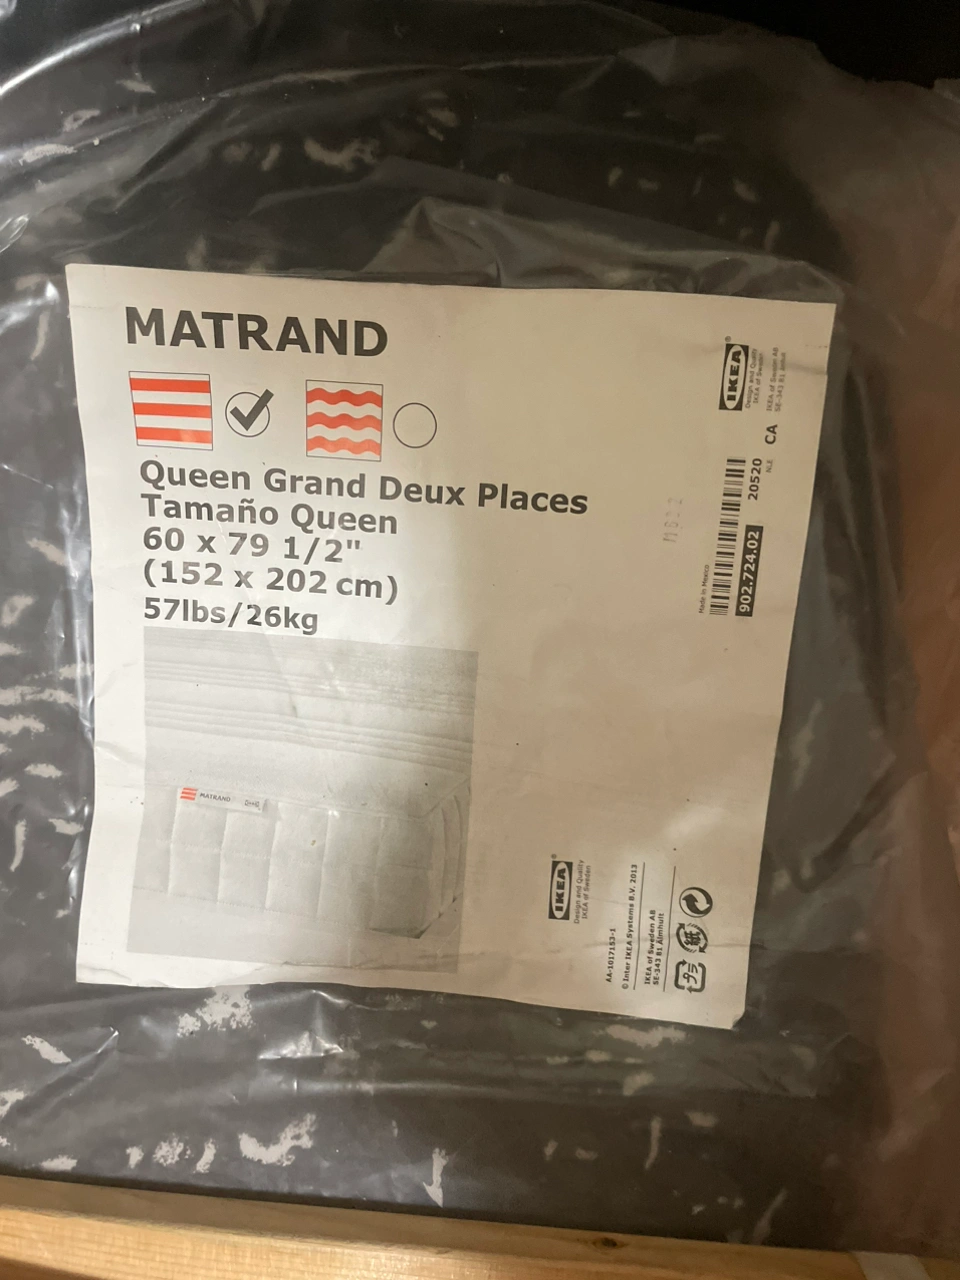 MATRAND
Queen Grand Deux Places
Tamaño Queen
60 x 79 1/2"
(152 x 202 cm)
57lbs/26kg
MATRAND
IKEA®
Design and Quality
IKEA of Sweden
IKEA of Sweden AB
SE-343 81 Älmhult
20520
CA
902.724.02
Made in Mexico
IKEA®
Design and Quality
IKEA of Sweden
AA-1017153-1
© Inter IKEA Systems B.V. 2013
IKEA of Sweden AB
SE-343 81 Älmhult